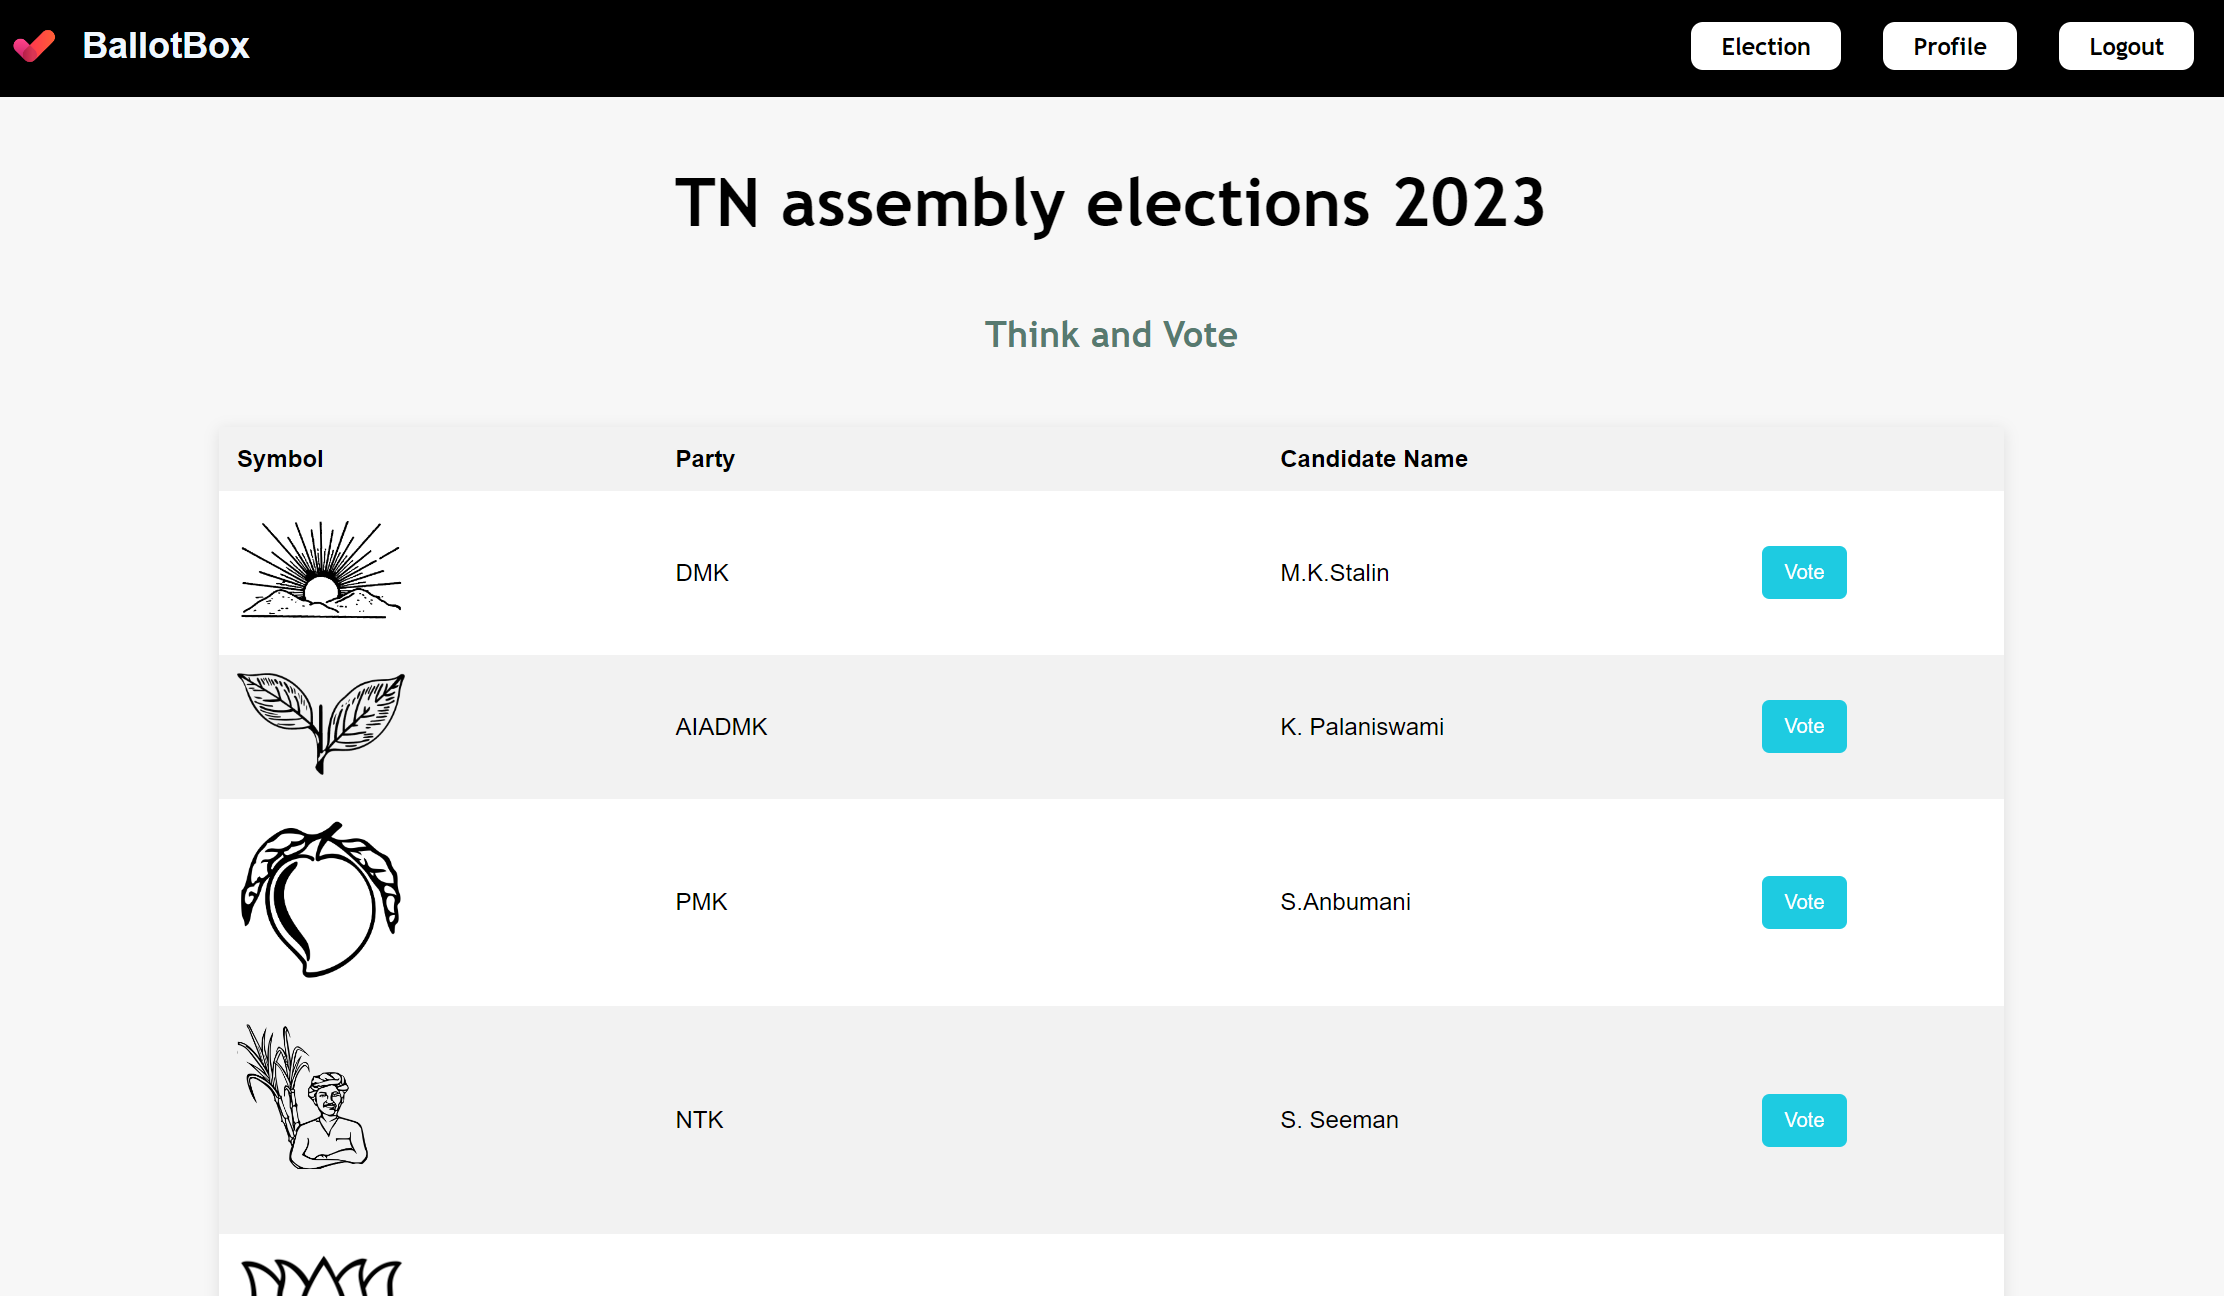 BallotBox Election Profile Logout
TN assembly elections 2023
Think and Vote
Symbol Party Candidate Name
DMK M.K.Stalin Vote
AIADMK K. Palaniswami Vote
PMK S.Anbumani Vote
NTK S. Seeman Vote